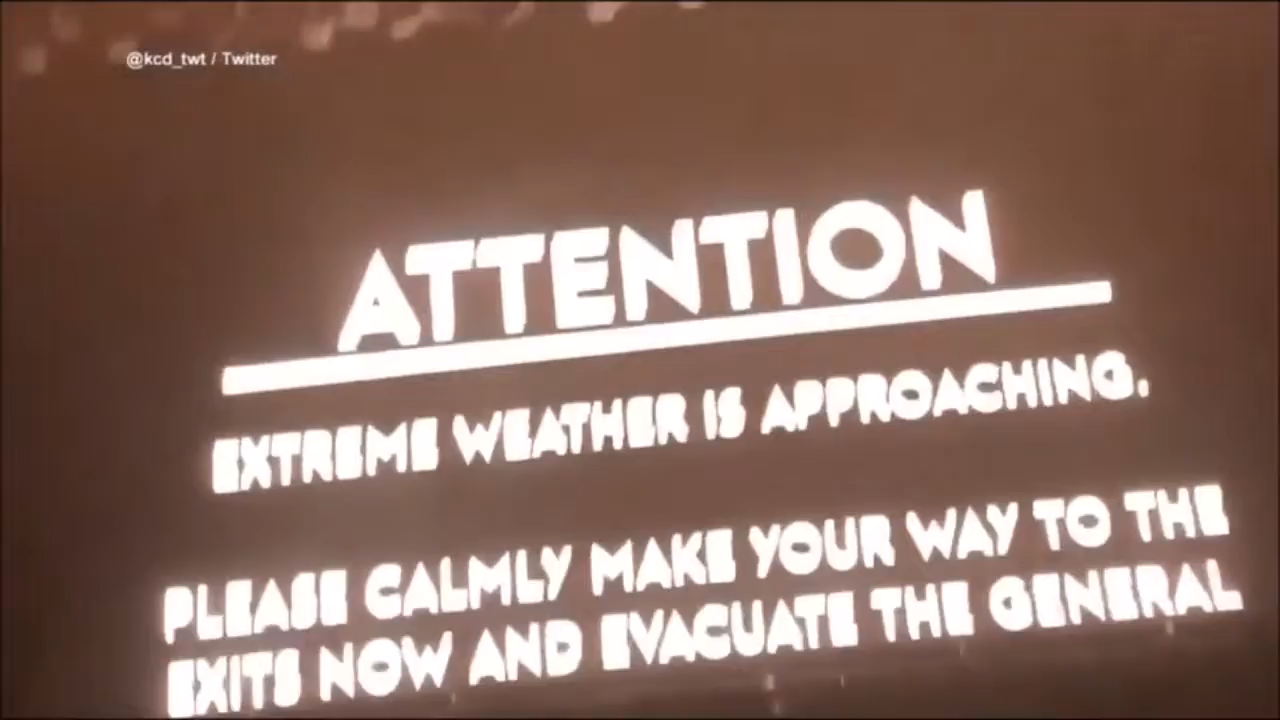 @kcd_twt / Twitter
ATTENTION
EXTREME WEATHER IS APPROACHING.
PLEASE CALMLY MAKE YOUR WAY TO THE
EXITS NOW AND EVACUATE THE GENERAL